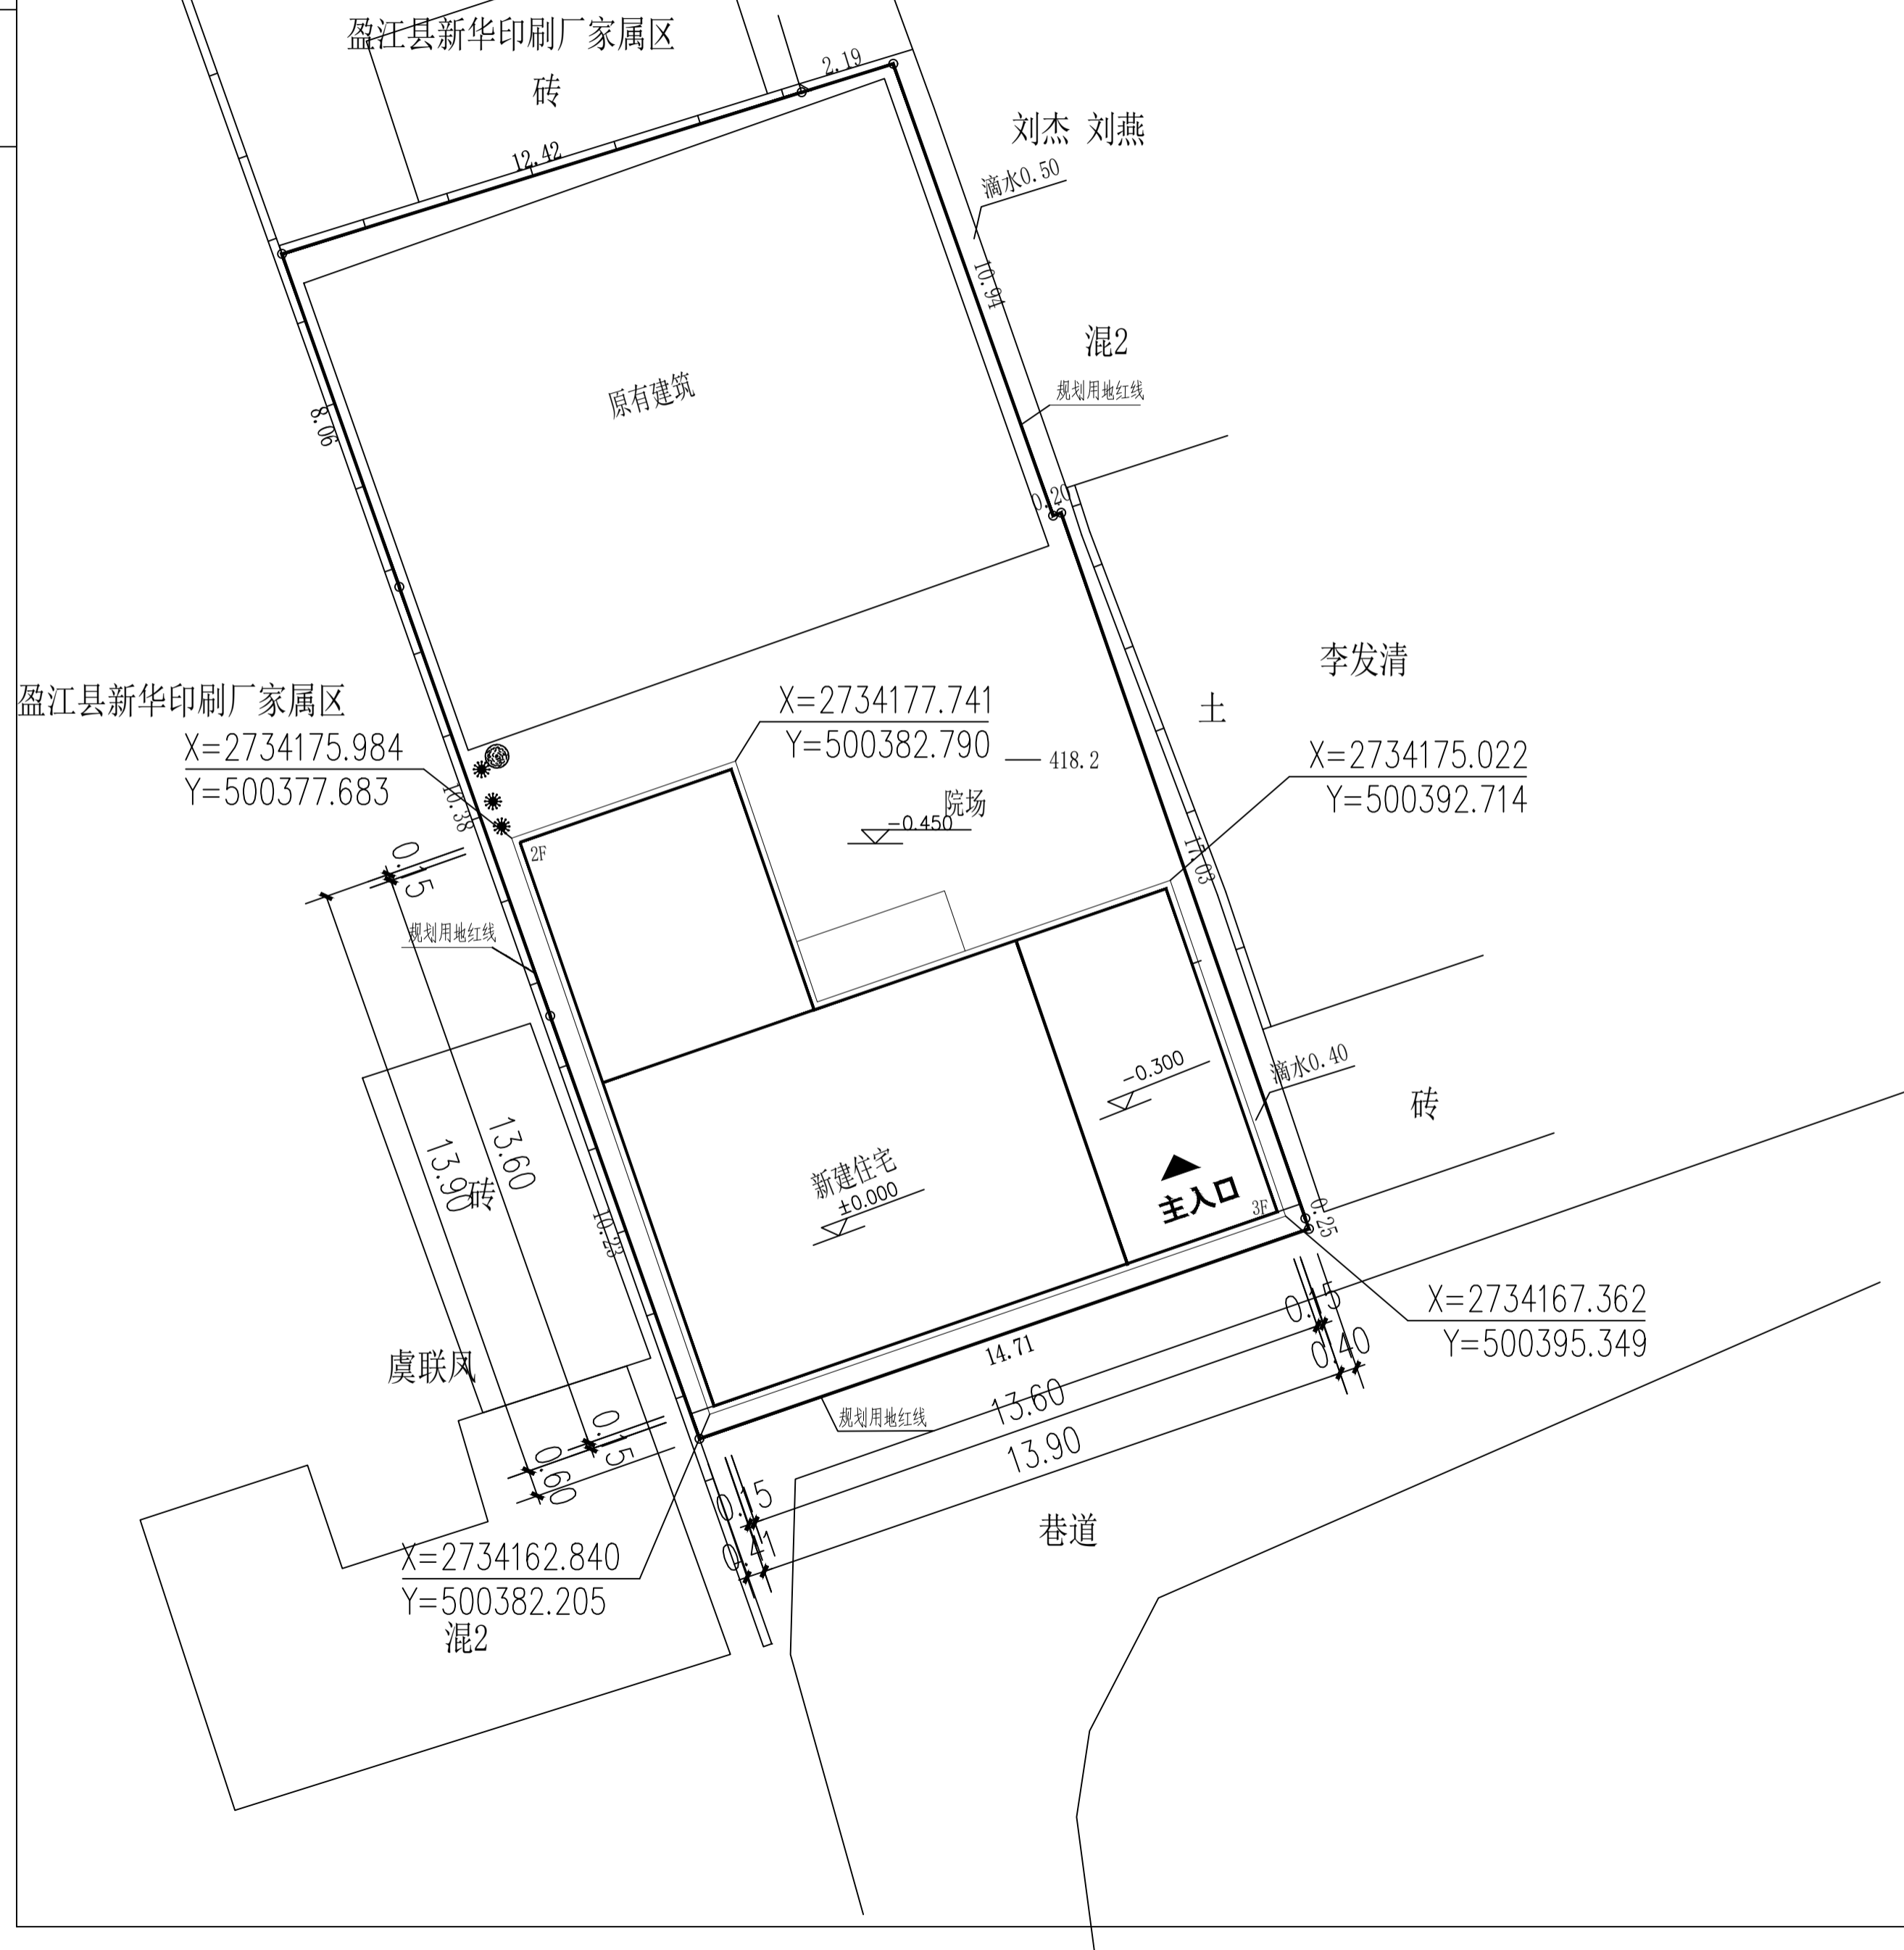 盈江县新华印刷厂家属区
砖
2.19
12.42
刘杰 刘燕
滴水0.50
10.94
混2
规划用地红线
原有建筑
8.06
0.20
李发清
土
盈江县新华印刷厂家属区
X=2734175.984
Y=500377.683
X=2734177.741
Y=500382.790
418.2
X=2734175.022
Y=500392.714
院场
-0.450
10.38
2F
17.03
0.15
规划用地红线
滴水0.40
-0.300
砖
13.60
13.90
砖
新建住宅
±0.000
主入口
3F
0.25
10.23
X=2734167.362
Y=500395.349
0.15
0.40
14.71
虞联凤
规划用地红线
13.60
13.90
0.15
0.60
0.15
0.41
巷道
X=2734162.840
Y=500382.205
混2